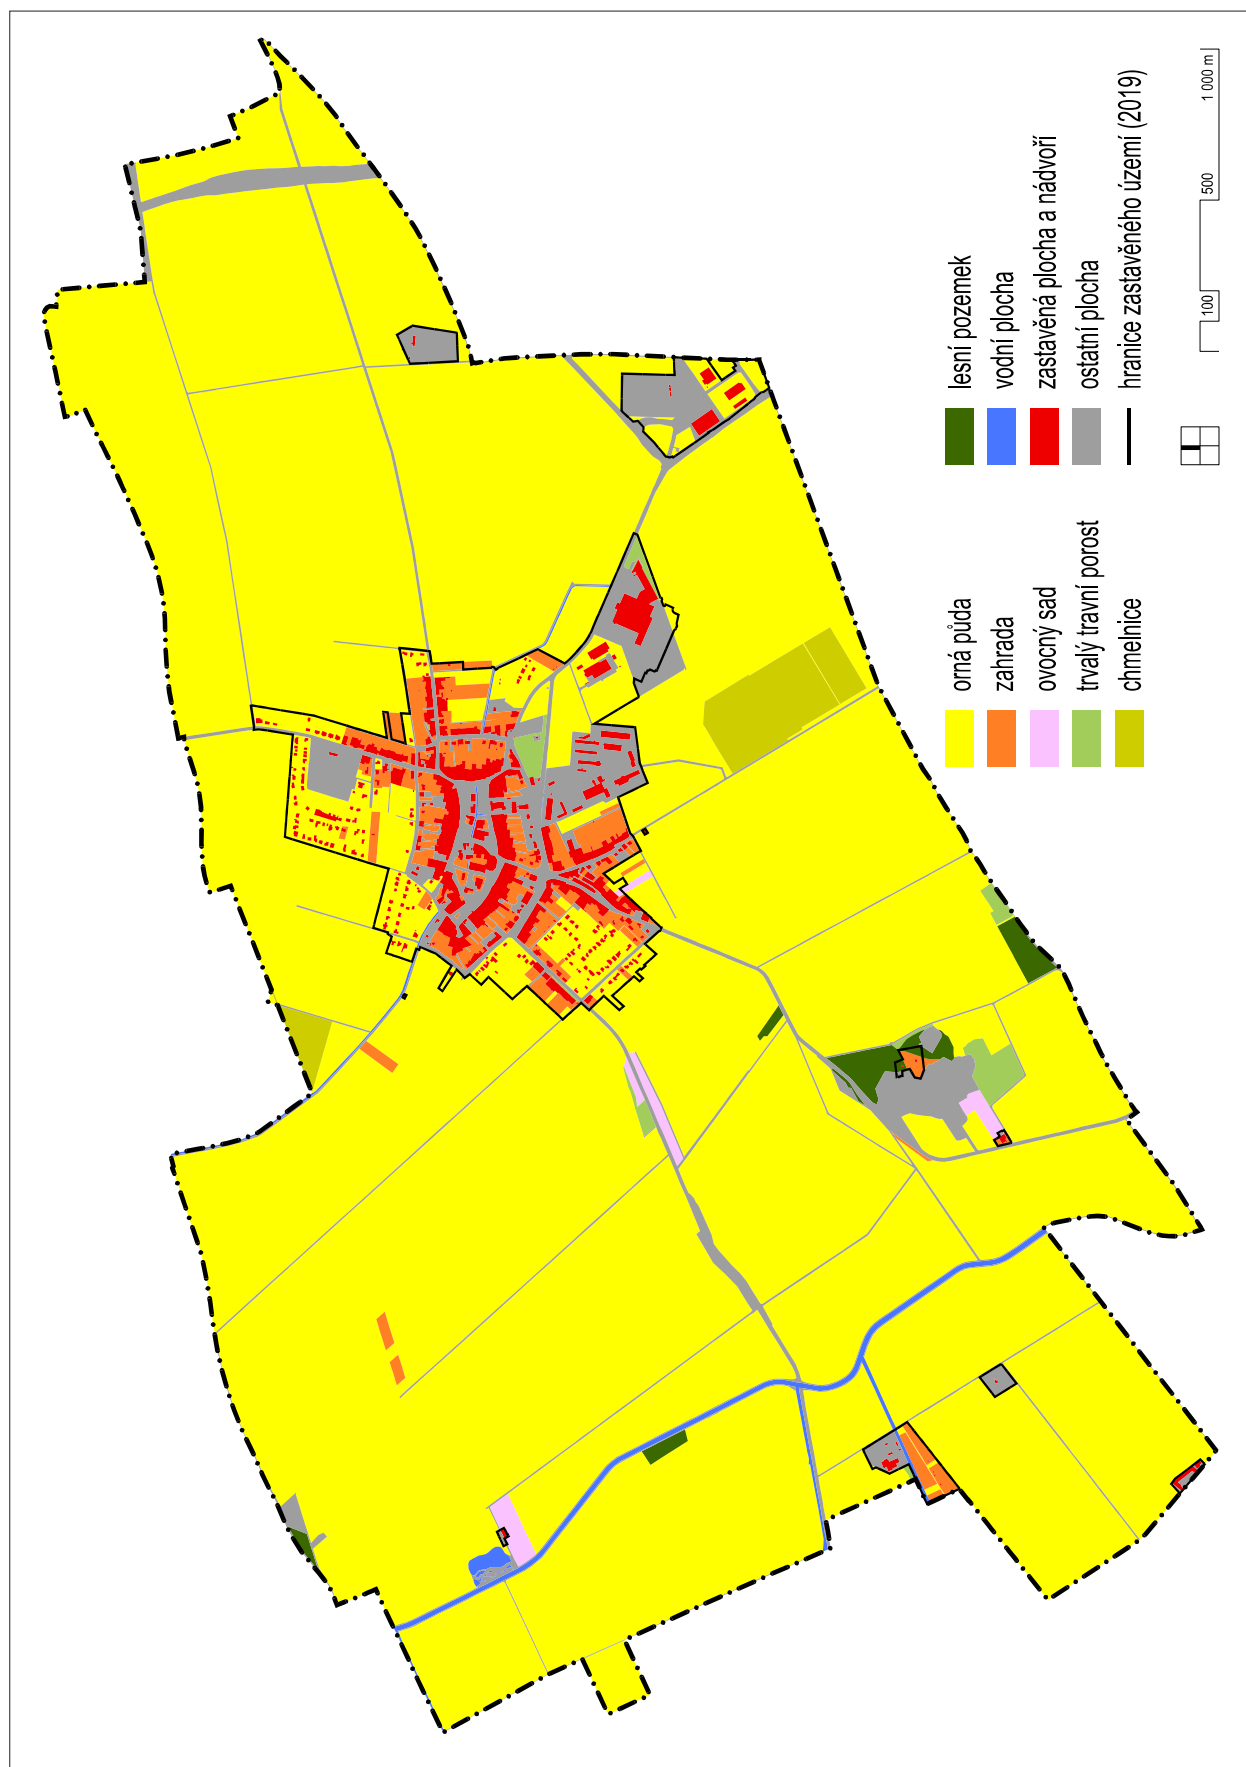 orná půda
zahrada
ovocný sad
trvalý travní porost
chmelnice
lesní pozemek
vodní plocha
zastavěná plocha a nádvoří
ostatní plocha
hranice zastavěného území (2019)
100 500 1 000 m